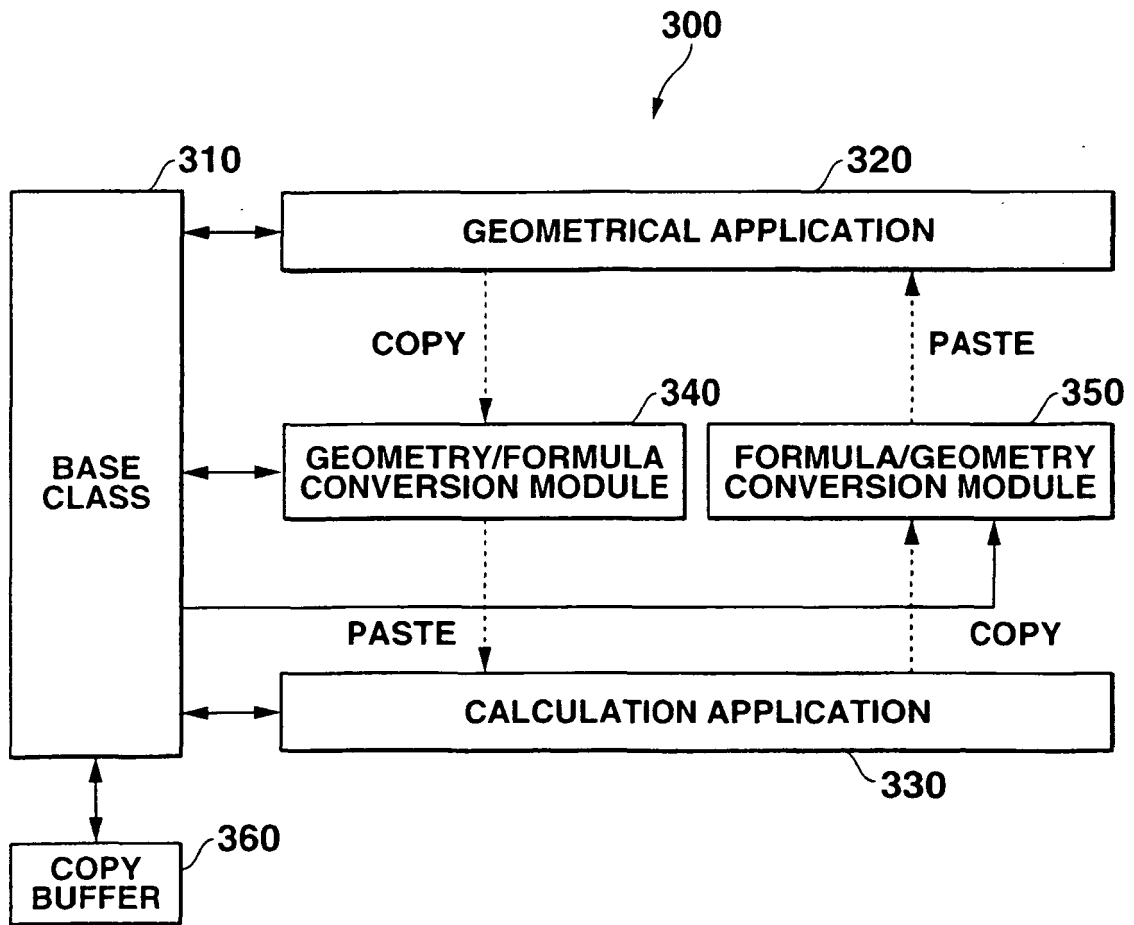 300
310
320
GEOMETRICAL APPLICATION
COPY
PASTE
340
350
BASE
CLASS
GEOMETRY/FORMULA
CONVERSION MODULE
FORMULA/GEOMETRY
CONVERSION MODULE
PASTE
COPY
CALCULATION APPLICATION
330
360
COPY
BUFFER